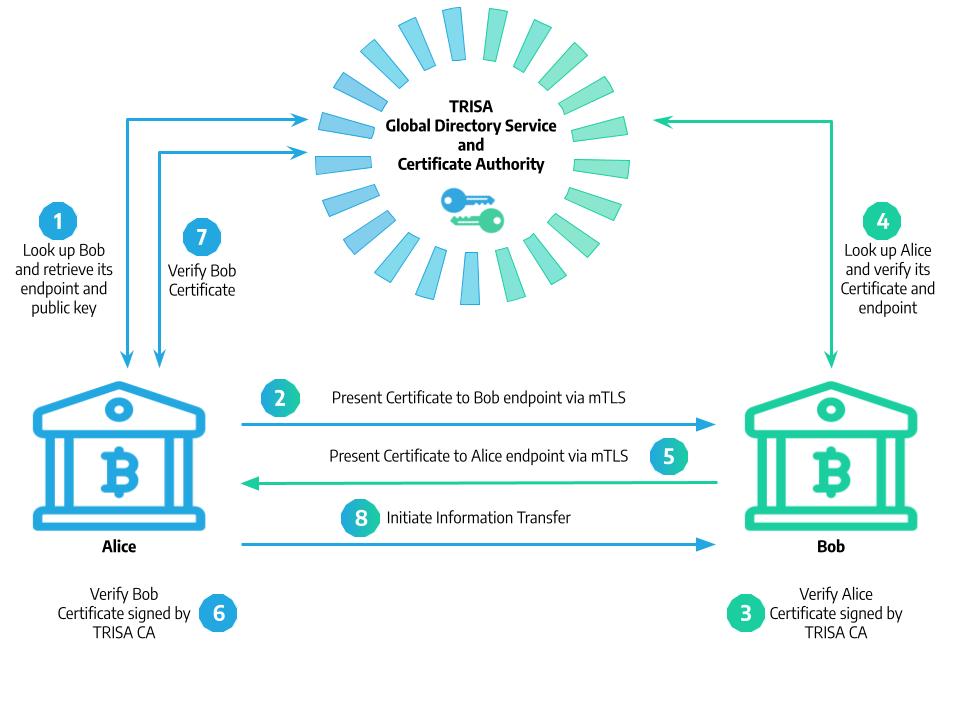 TRISA
Global Directory Service
and
Certificate Authority
1
Look up Bob
and retrieve its
endpoint and
public key
7
Verify Bob
Certificate
4
Look up Alice
and verify its
Certificate and
endpoint
2 Present Certificate to Bob endpoint via mTLS
Present Certificate to Alice endpoint via mTLS 5
8 Initiate Information Transfer
Alice
Bob
Verify Bob
Certificate signed by
TRISA CA
6
3
Verify Alice
Certificate signed by
TRISA CA